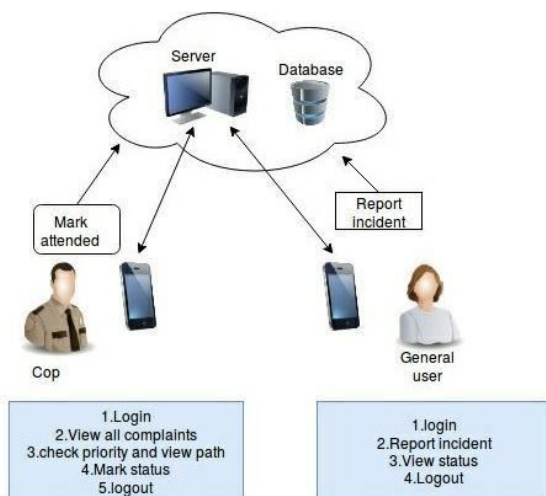 Server
Database
Mark
attended
Report
incident
Cop
General
user
1.Login
2.View all complaints
3.check priority and view path
4.Mark status
5.logout
1.login
2.Report incident
3.View status
4.Logout